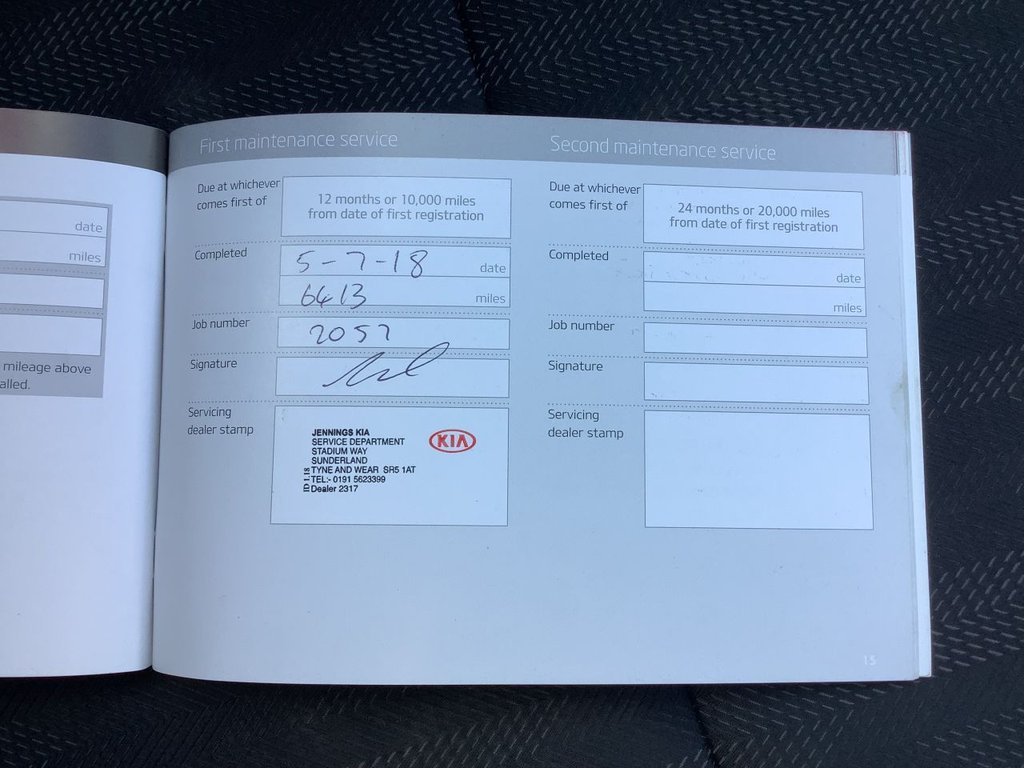 date
miles
mileage above
alled.
First maintenance service
Due at whichever comes first of
12 months or 10,000 miles
from date of first registration
Completed
5-7-18 date
6413 miles
Job number
2057
Signature
Servicing
dealer stamp
JENNINGS KIA
SERVICE DEPARTMENT
STADIUM WAY
SUNDERLAND
TYNE AND WEAR SR5 1AT
TEL:- 0191 5623399
Dealer 2317
ID 1.18
KIA
Second maintenance service
Due at whichever
comes first of
24 months or 20,000 miles
from date of first registration
Completed
date
miles
Job number
Signature
Servicing
dealer stamp
15